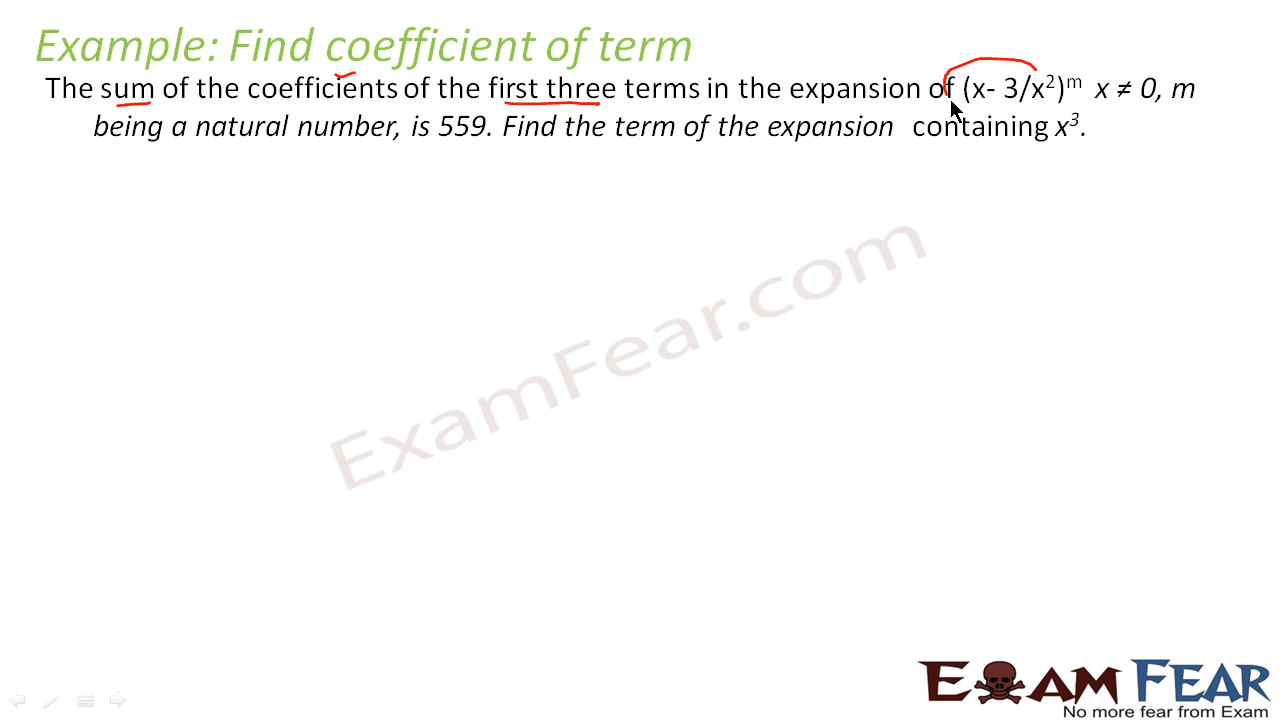 Example: Find coefficient of term
The sum of the coefficients of the first three terms in the expansion of (x- 3/x²)ᵐ x ≠ 0, m
being a natural number, is 559. Find the term of the expansion containing x³.
ExamFear.com
EXAM FEAR
No more fear from Exam